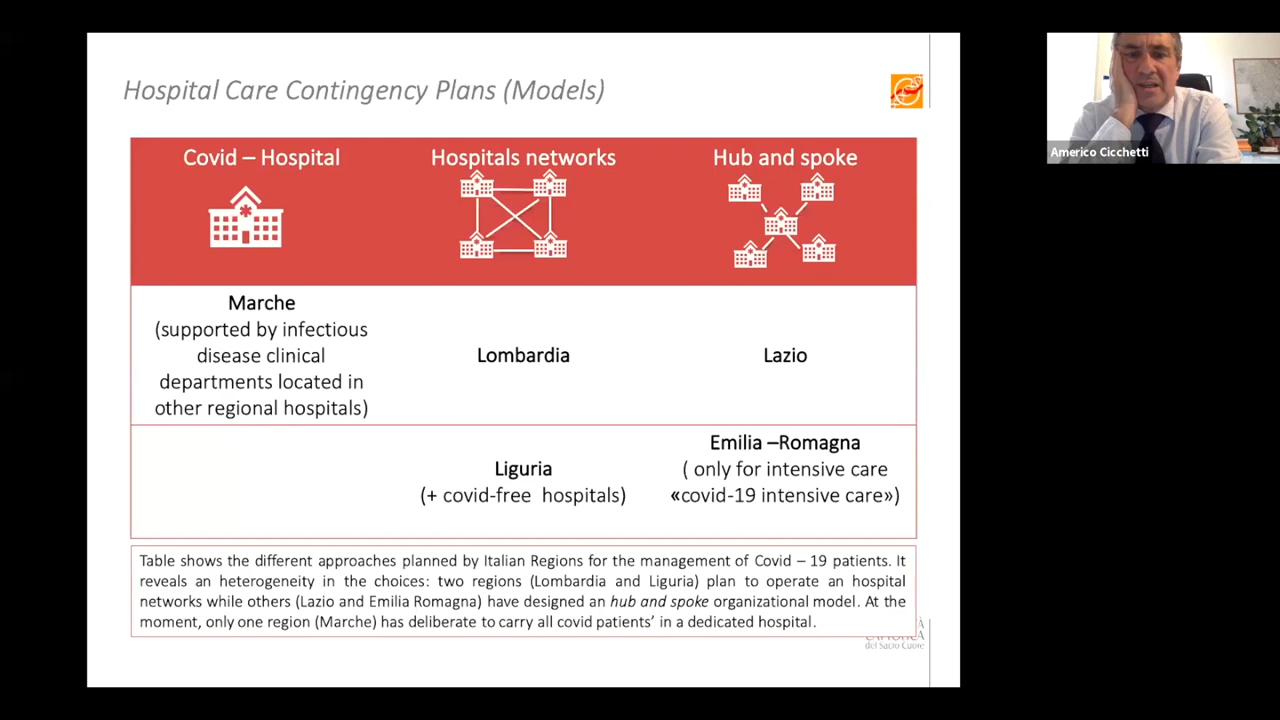 Hospital Care Contingency Plans (Models)
Americo Cicchetti
Covid – Hospital
Hospitals networks
Hub and spoke
Marche
(supported by infectious
disease clinical
departments located in
other regional hospitals)
Lombardia
Lazio
Liguria
(+ covid-free hospitals)
Emilia –Romagna
( only for intensive care
«covid-19 intensive care»)
Table shows the different approaches planned by Italian Regions for the management of Covid – 19 patients. It
reveals an heterogeneity in the choices: two regions (Lombardia and Liguria) plan to operate an hospital
networks while others (Lazio and Emilia Romagna) have designed an hub and spoke organizational model. At the
moment, only one region (Marche) has deliberate to carry all covid patients’ in a dedicated hospital.
del Sacro Cuore